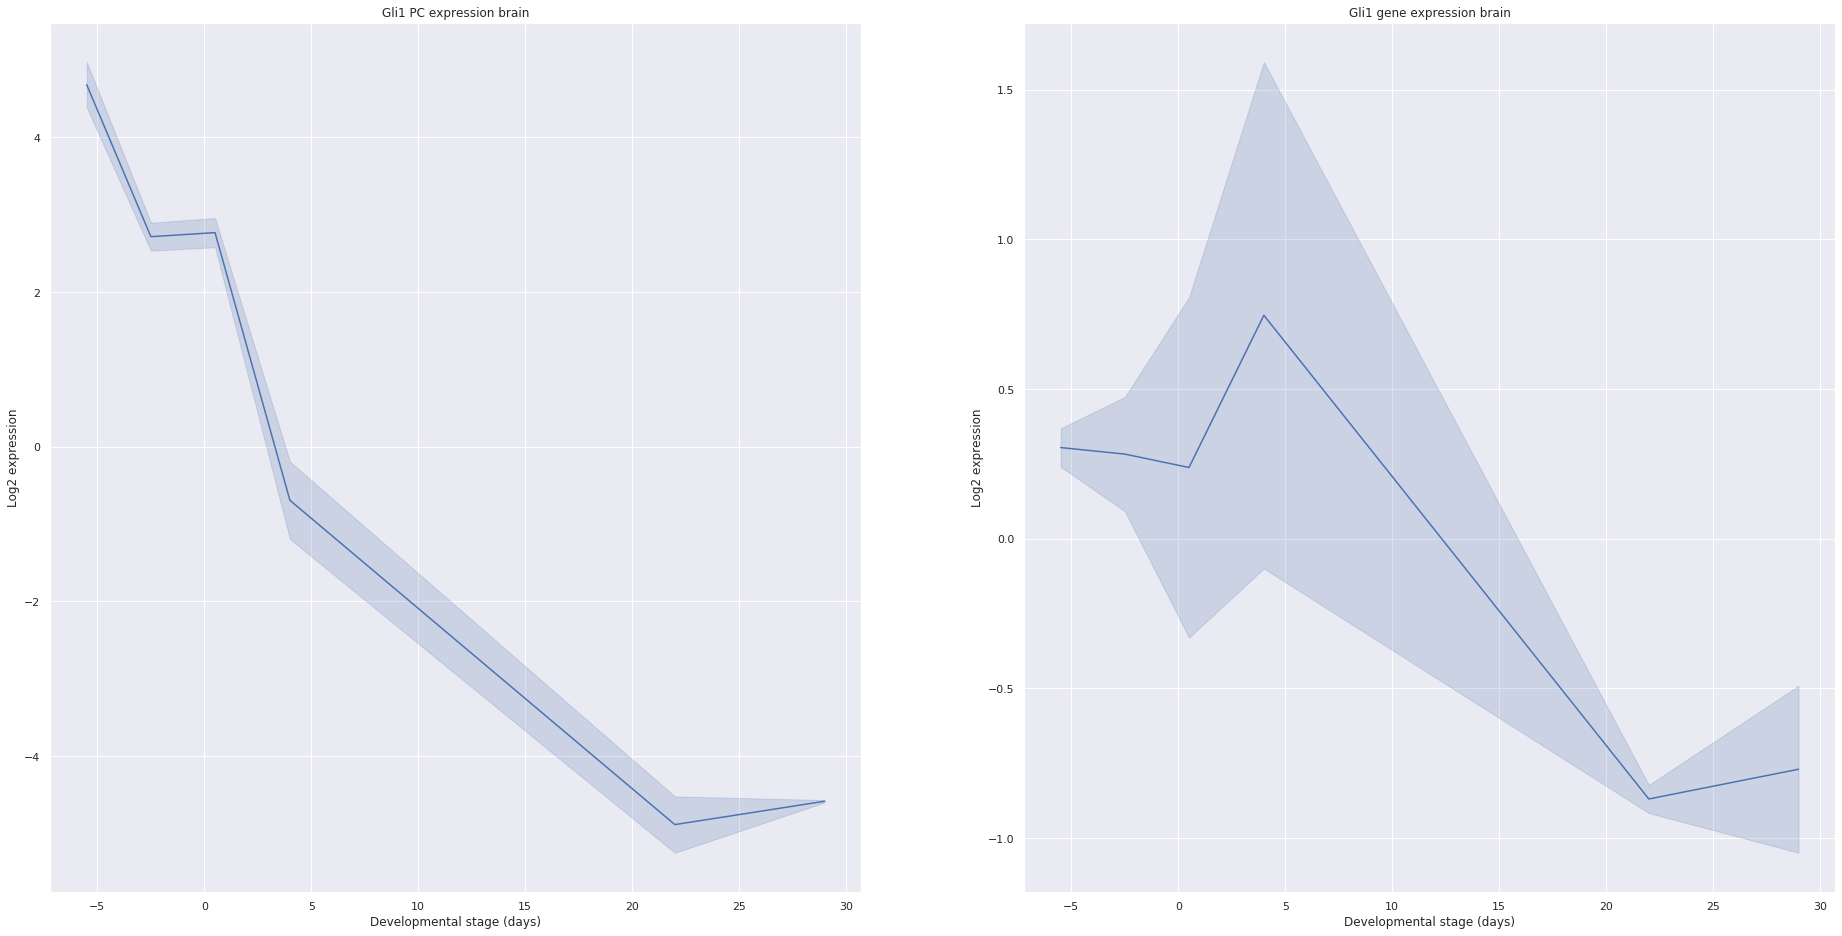 Gli1 PC expression brain
4
2
0
−2
−4
Log2 expression
−5 0 5 10 15 20 25 30
Developmental stage (days)
Gli1 gene expression brain
1.5
1.0
0.5
0.0
−0.5
−1.0
Log2 expression
−5 0 5 10 15 20 25 30
Developmental stage (days)